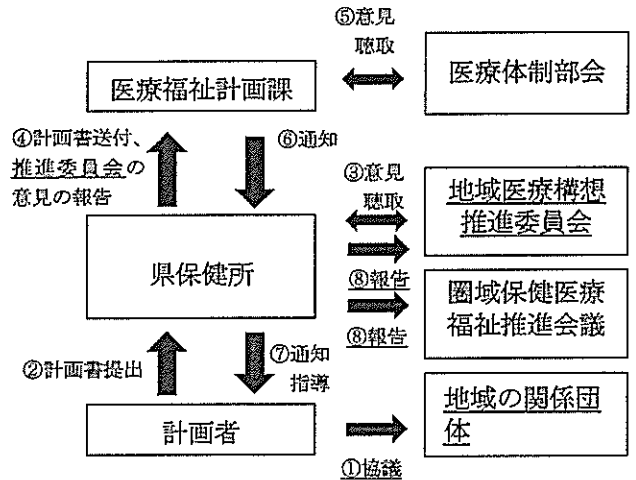 ⑤意見
聴取
医療福祉計画課
医療体制部会
④計画書送付、
推進委員会の
意見の報告
⑥通知
③意見
聴取
地域医療構想
推進委員会
県保健所
⑧報告
圏域保健医療
福祉推進会議
⑧報告
②計画書提出
⑦通知
指導
地域の関係団
体
計画者
①協議